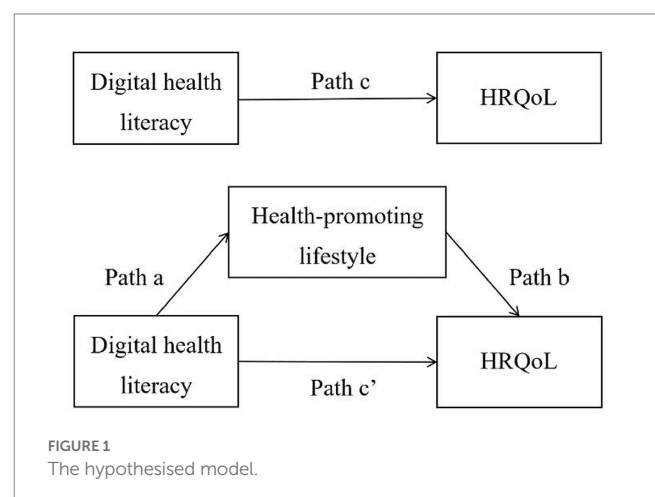 Digital health
literacy
Path c
HRQoL
Health-promoting
lifestyle
Path a
Path b
Digital health
literacy
Path c’
HRQoL
FIGURE 1
The hypothesised model.